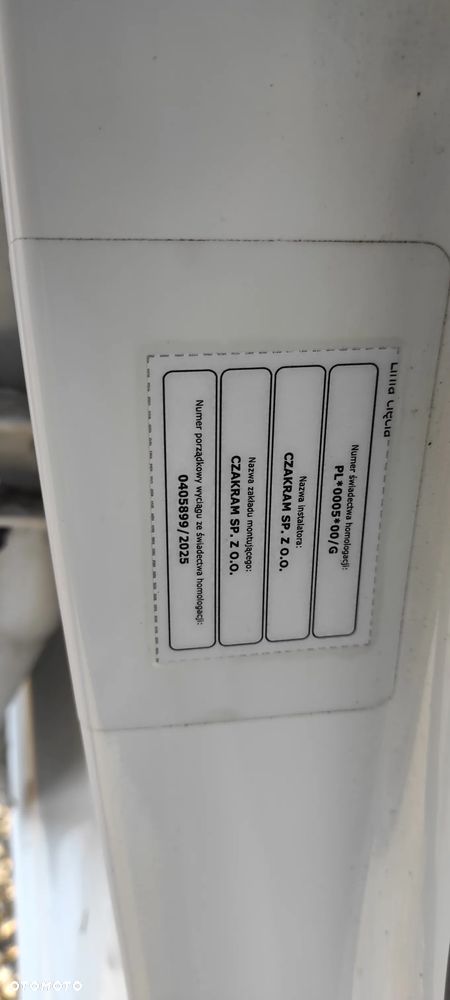 Linia cięcia
Numer świadectwa homologacji:
PL*0005*00/G
Nazwa instalatora:
CZAKRAM SP. Z O.O.
Nazwa zakładu montującego:
CZAKRAM SP. Z O.O.
Numer porządkowy wyciągu ze świadectwa homologacji:
0405899/2025
OTOMOTO